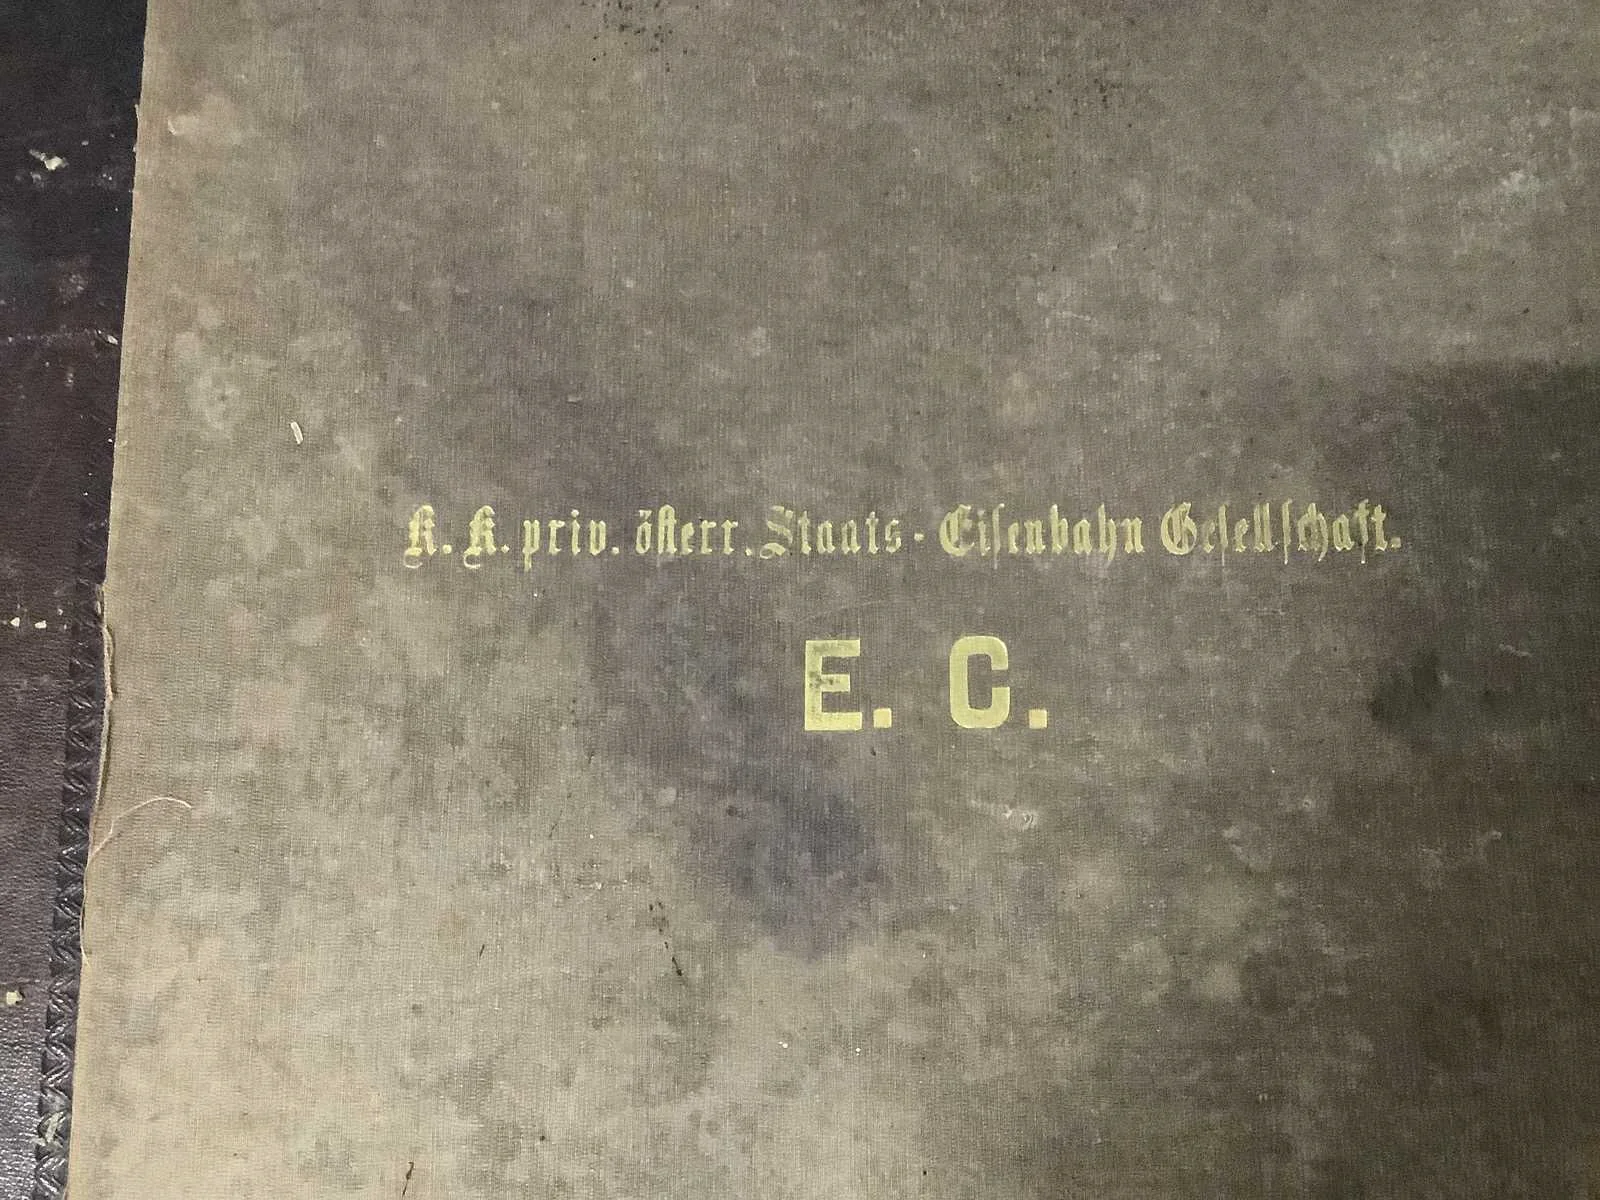 K. K. priv. österr. Staats-Eisenbahn Gesellschaft.
E. C.